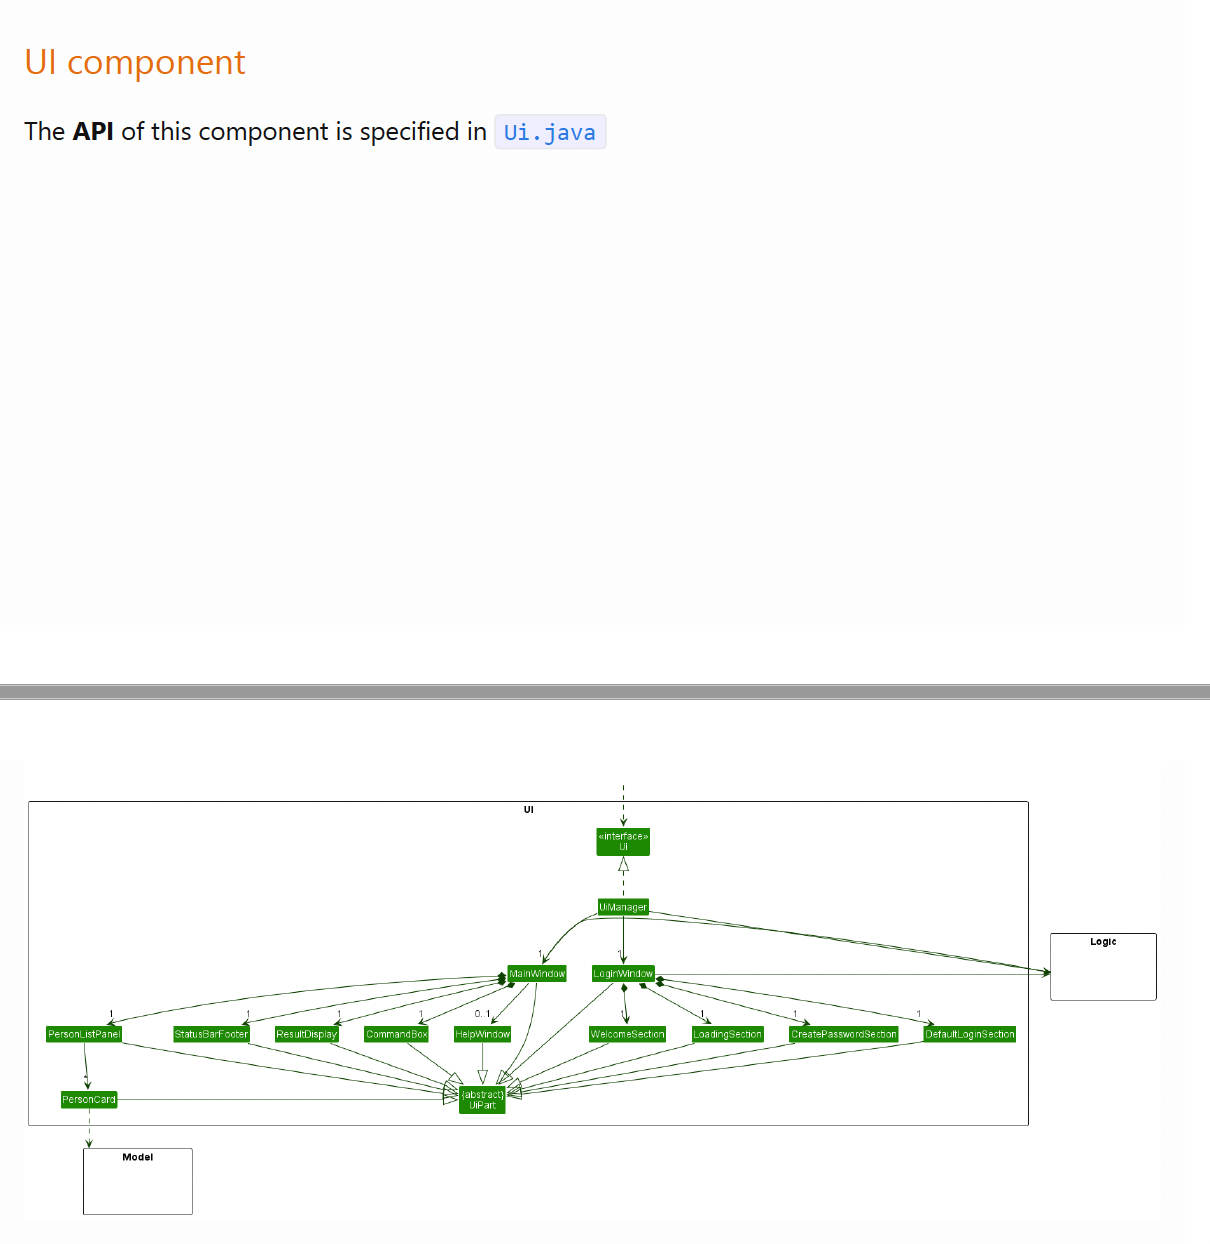 UI component
The API of this component is specified in Ui.java
UI
«interface»
Ui
UiManager
Logic
1
1
MainWindow
LoginWindow
1
1
1
1
0..1
1
1
1
1
PersonListPanel
StatusBarFooter
ResultDisplay
CommandBox
HelpWindow
WelcomeSection
LoadingSection
CreatePasswordSection
DefaultLoginSection
*
PersonCard
{abstract}
UiPart
Model